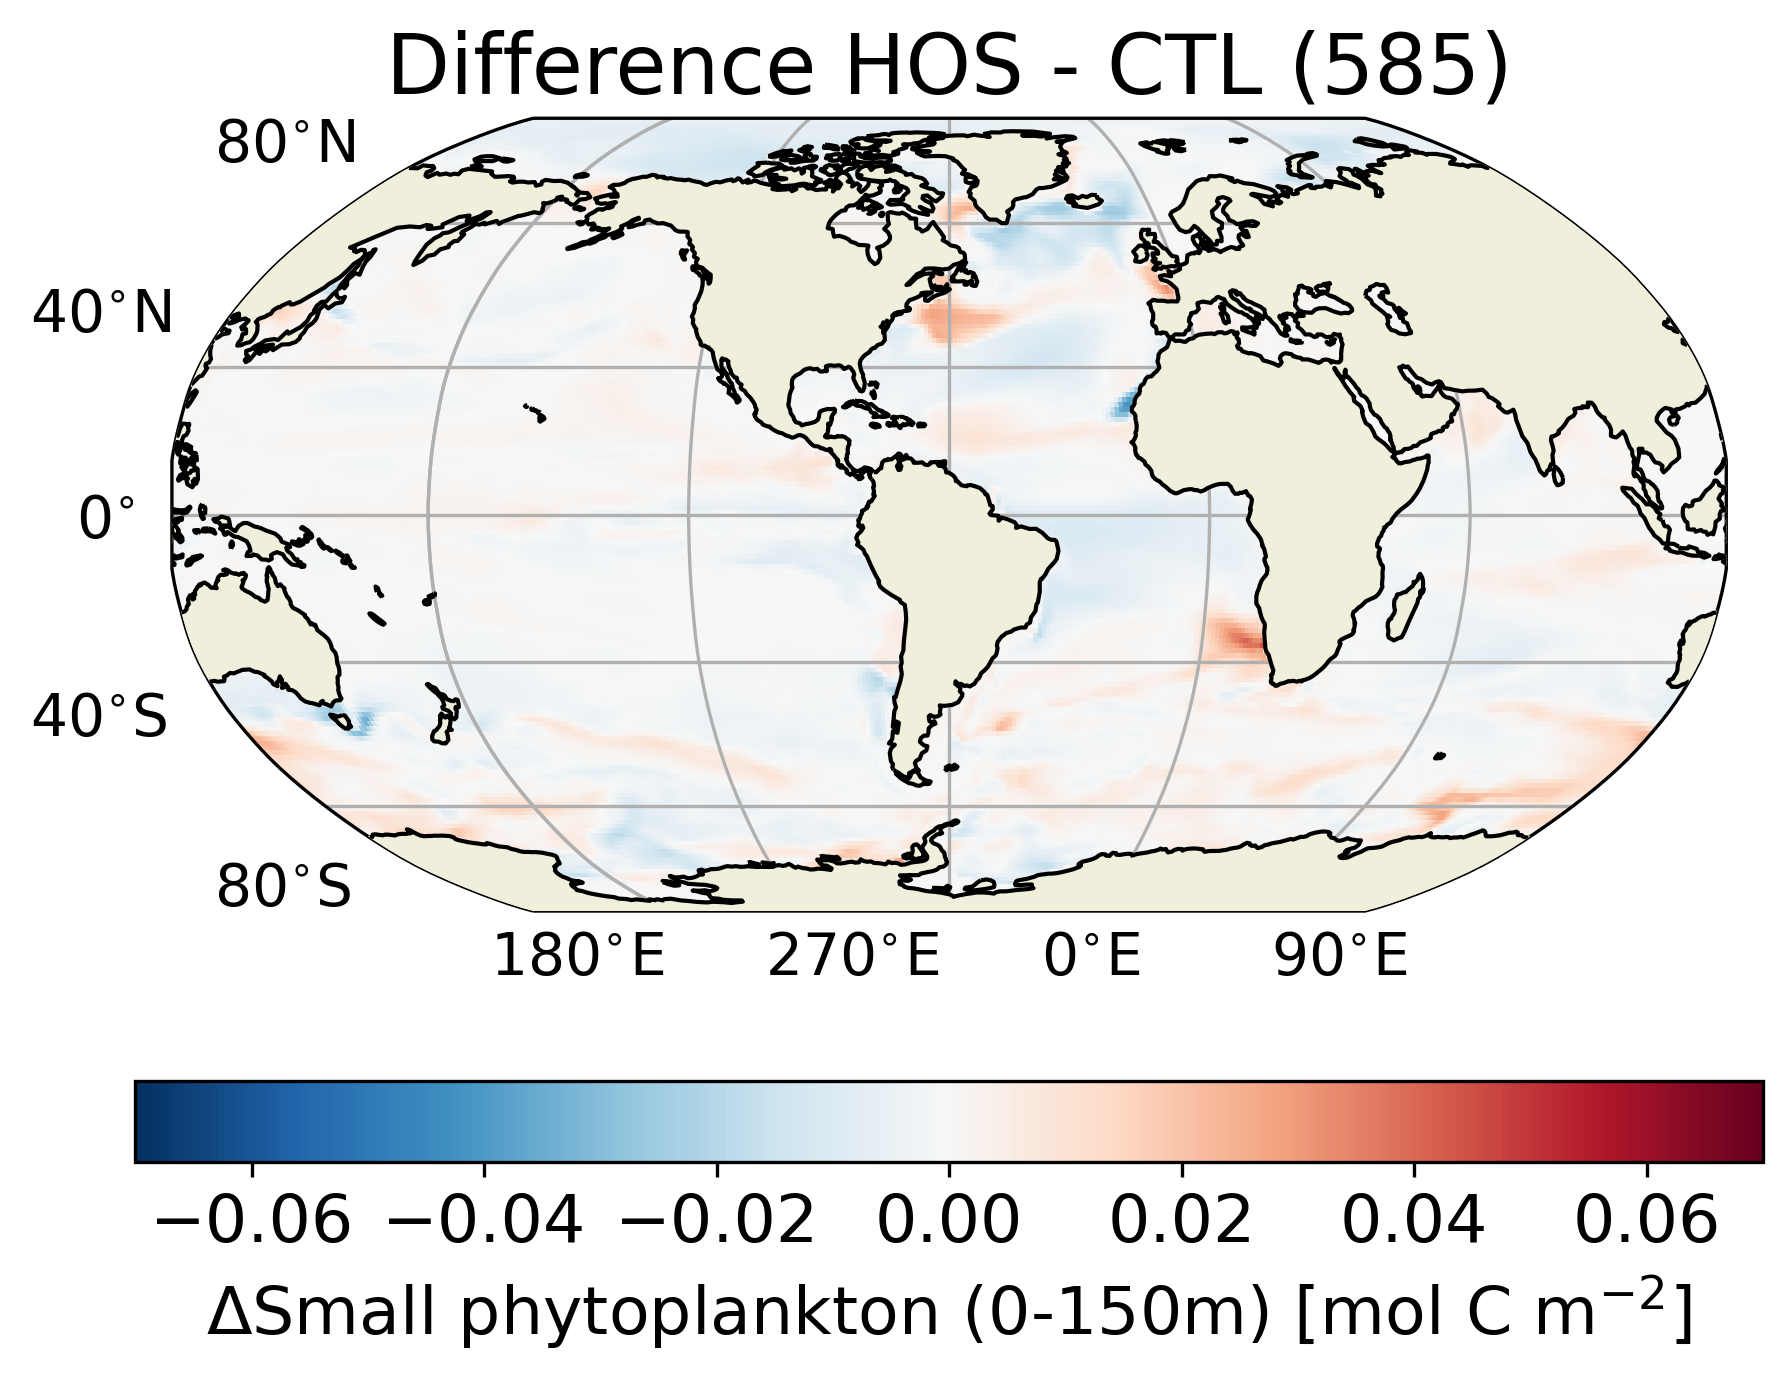 Difference HOS - CTL (585)
80°N
40°N
0°
40°S
80°S
180°E 270°E 0°E 90°E
−0.06 −0.04 −0.02 0.00 0.02 0.04 0.06
ΔSmall phytoplankton (0-150m) [mol C m⁻²]